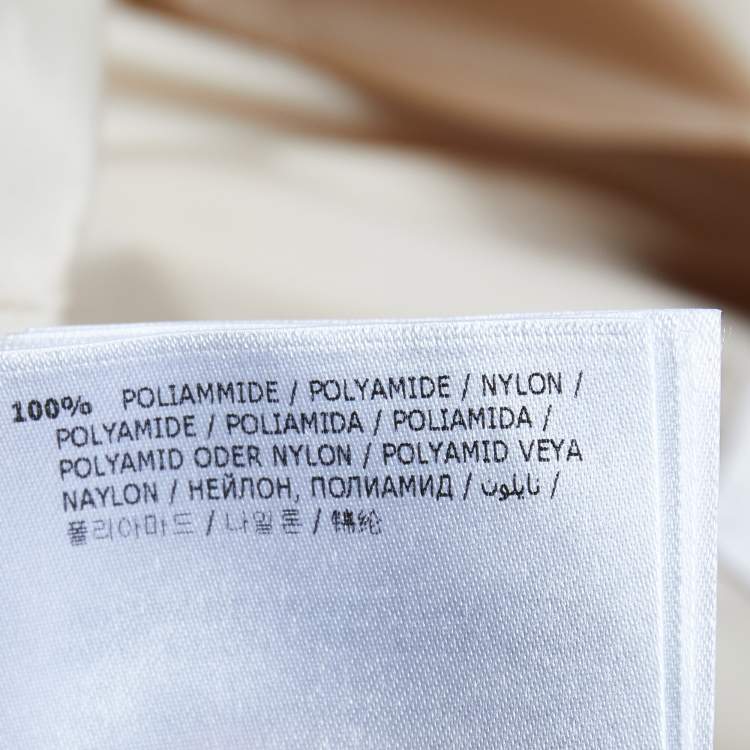 100% POLIAMMIDE / POLYAMIDE / NYLON /
POLYAMIDE / POLIAMIDA / POLIAMIDA /
POLYAMID ODER NYLON / POLYAMID VEYA
NAYLON / НЕЙЛОН, ПОЛИАМИД / نايلون /
폴리아마드 / 나일론 / 锦纶